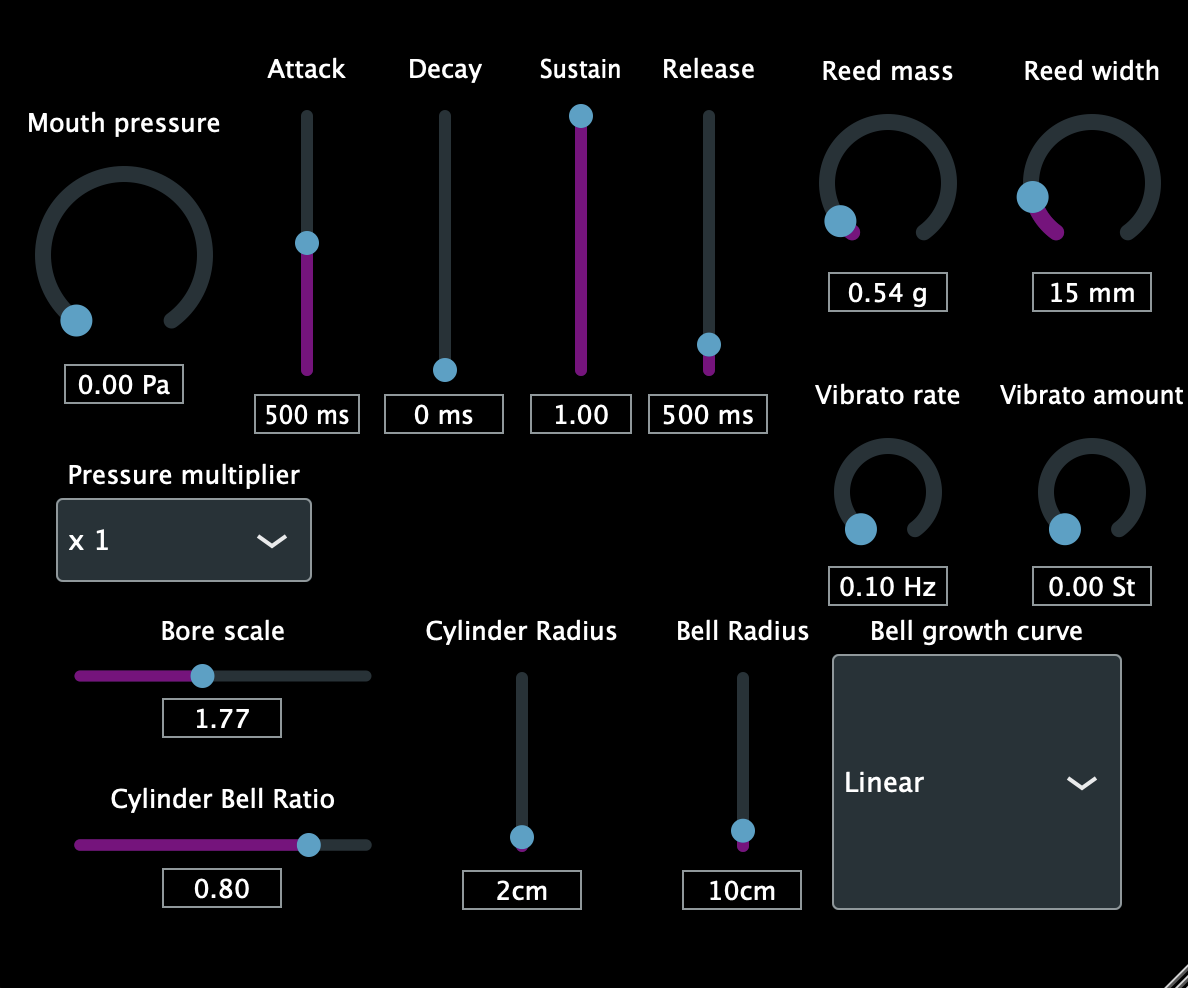 Mouth pressure
0.00 Pa
Attack
500 ms
Decay
0 ms
Sustain
1.00
Release
500 ms
Reed mass
0.54 g
Reed width
15 mm
Pressure multiplier
x 1
Vibrato rate
0.10 Hz
Vibrato amount
0.00 St
Bore scale
1.77
Cylinder Bell Ratio
0.80
Cylinder Radius
2cm
Bell Radius
10cm
Bell growth curve
Linear